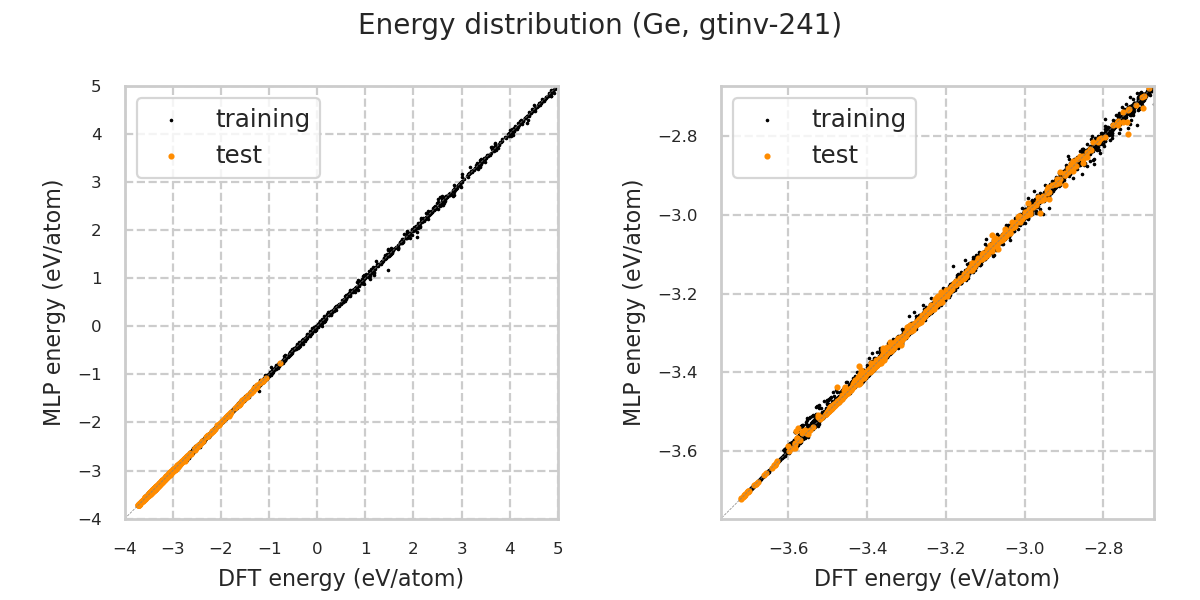 Energy distribution (Ge, gtinv-241)
MLP energy (eV/atom)
5
4
3
2
1
0
−1
−2
−3
−4
training
test
−4 −3 −2 −1 0 1 2 3 4 5
DFT energy (eV/atom)
MLP energy (eV/atom)
−2.8
−3.0
−3.2
−3.4
−3.6
training
test
−3.6 −3.4 −3.2 −3.0 −2.8
DFT energy (eV/atom)